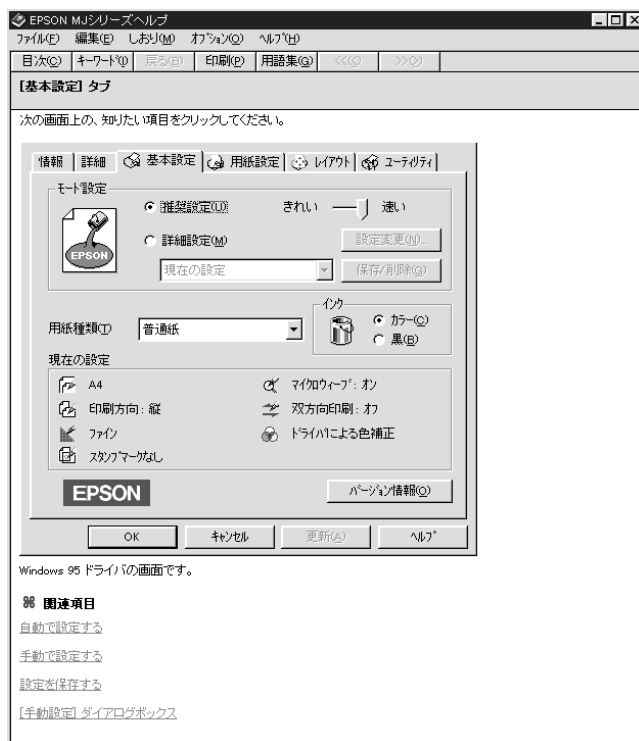 EPSON MJシリーズヘルプ
ファイル(F) 編集(E) しおり(M) オプション(O) ヘルプ(H)
目次(C) キーワード(I) 戻る(B) 印刷(P) 用語集(G) <<(<) >>(>)
[基本設定] タブ
次の画面上の、知りたい項目をクリックしてください。
情報 詳細 基本設定 用紙設定 レイアウト ユーティリティ
モード設定
推奨設定(U) きれい 速い
EPSON
詳細設定(M) 設定変更(N)...
現在の設定 保存/削除(G)
インク
用紙種類(T) 普通紙 カラー(C)
黒(B)
現在の設定
A4 マイクロウィーブ：オン
印刷方向：縦 双方向印刷：オフ
ファイン ドライバによる色補正
スタンプマークなし
EPSON バージョン情報(O)
OK キャンセル 更新(A) ヘルプ
Windows 95 ドライバの画面です。
⌘ 関連項目
自動で設定する
手動で設定する
設定を保存する
[手動設定] ダイアログボックス